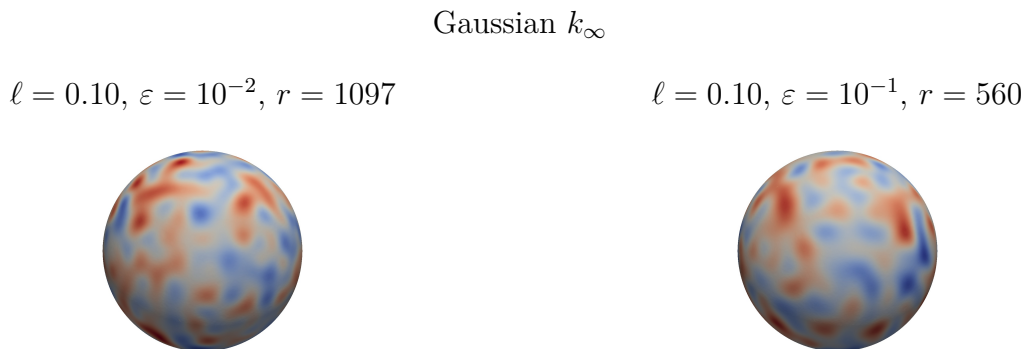 Gaussian k∞
ℓ = 0.10, ε = 10⁻², r = 1097
ℓ = 0.10, ε = 10⁻¹, r = 560